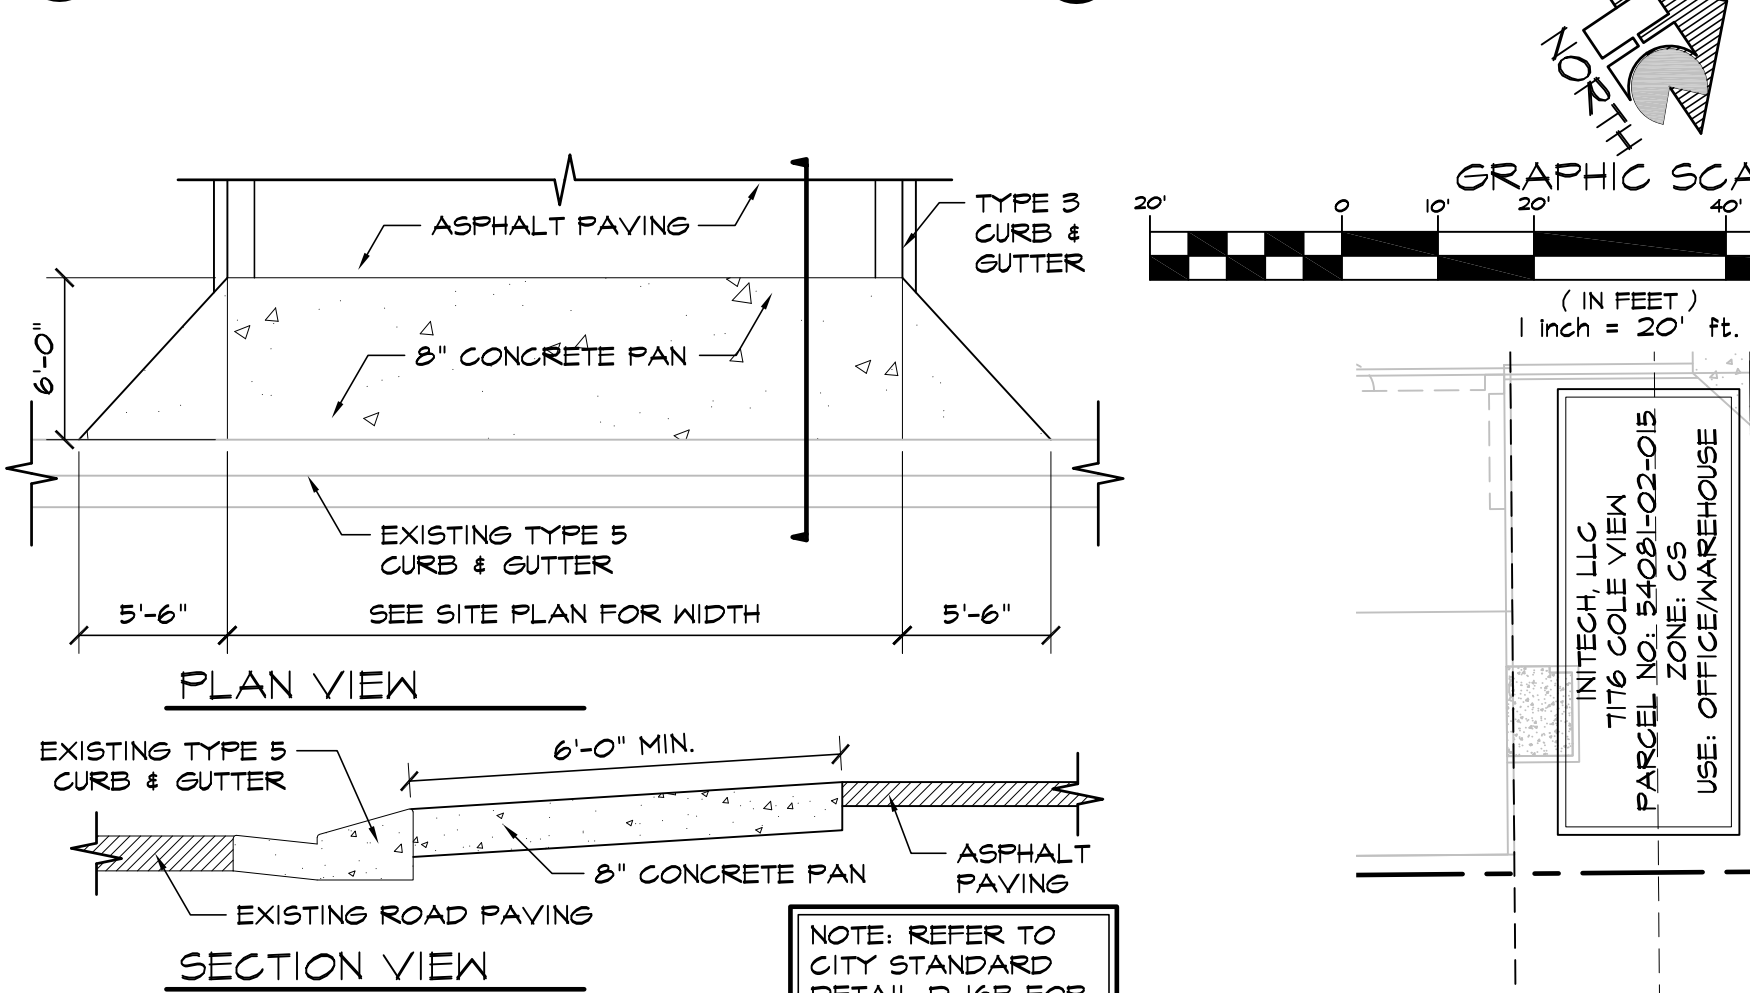 NORTH
GRAPHIC SCA
20' 0 10' 20' 40'
( IN FEET )
1 inch = 20' ft.
ASPHALT PAVING
TYPE 3
CURB &
GUTTER
6'-0"
8" CONCRETE PAN
EXISTING TYPE 5
CURB & GUTTER
5'-6"
SEE SITE PLAN FOR WIDTH
5'-6"
PLAN VIEW
INITECH, LLC
7176 COLE VIEW
PARCEL NO: 54081-02-015
ZONE: CS
USE: OFFICE/WAREHOUSE
EXISTING TYPE 5
CURB & GUTTER
6'-0" MIN.
8" CONCRETE PAN
ASPHALT
PAVING
EXISTING ROAD PAVING
SECTION VIEW
NOTE: REFER TO
CITY STANDARD
DETAIL FOR